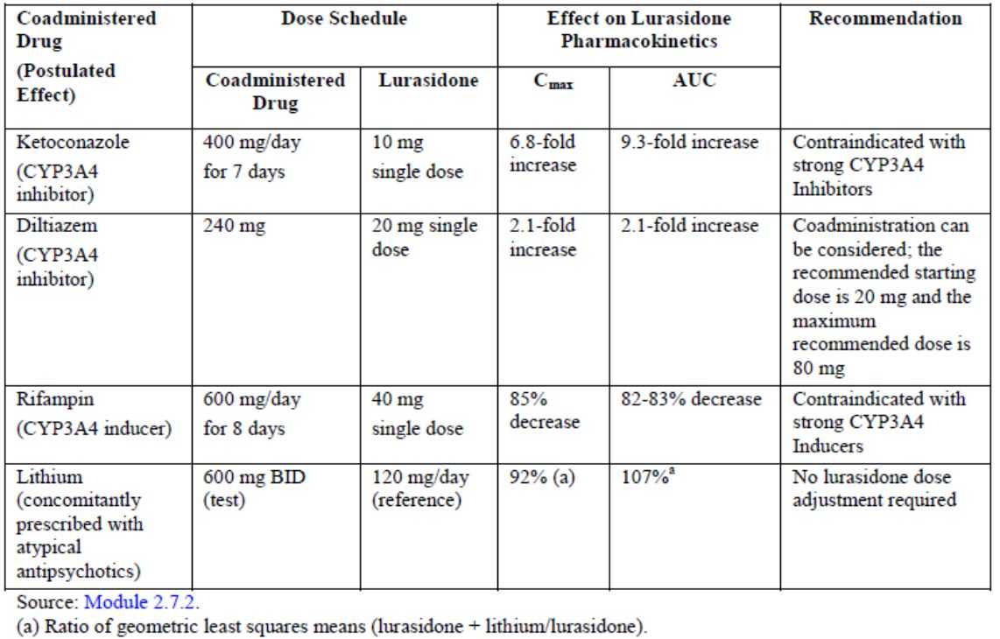 Coadministered
Drug
(Postulated
Effect)
Dose Schedule
Effect on Lurasidone
Pharmacokinetics
Recommendation
Coadministered
Drug
Lurasidone
Cmax
AUC
Ketoconazole
(CYP3A4
inhibitor)
400 mg/day
for 7 days
10 mg
single dose
6.8-fold
increase
9.3-fold increase
Contraindicated with
strong CYP3A4
Inhibitors
Diltiazem
(CYP3A4
inhibitor)
240 mg
20 mg single
dose
2.1-fold
increase
2.1-fold increase
Coadministration can
be considered; the
recommended starting
dose is 20 mg and the
maximum
recommended dose is
80 mg
Rifampin
(CYP3A4 inducer)
600 mg/day
for 8 days
40 mg
single dose
85%
decrease
82-83% decrease
Contraindicated with
strong CYP3A4
Inducers
Lithium
(concomitantly
prescribed with
atypical
antipsychotics)
600 mg BID
(test)
120 mg/day
(reference)
92% (a)
107%a
No lurasidone dose
adjustment required
Source: Module 2.7.2.
(a) Ratio of geometric least squares means (lurasidone + lithium/lurasidone).